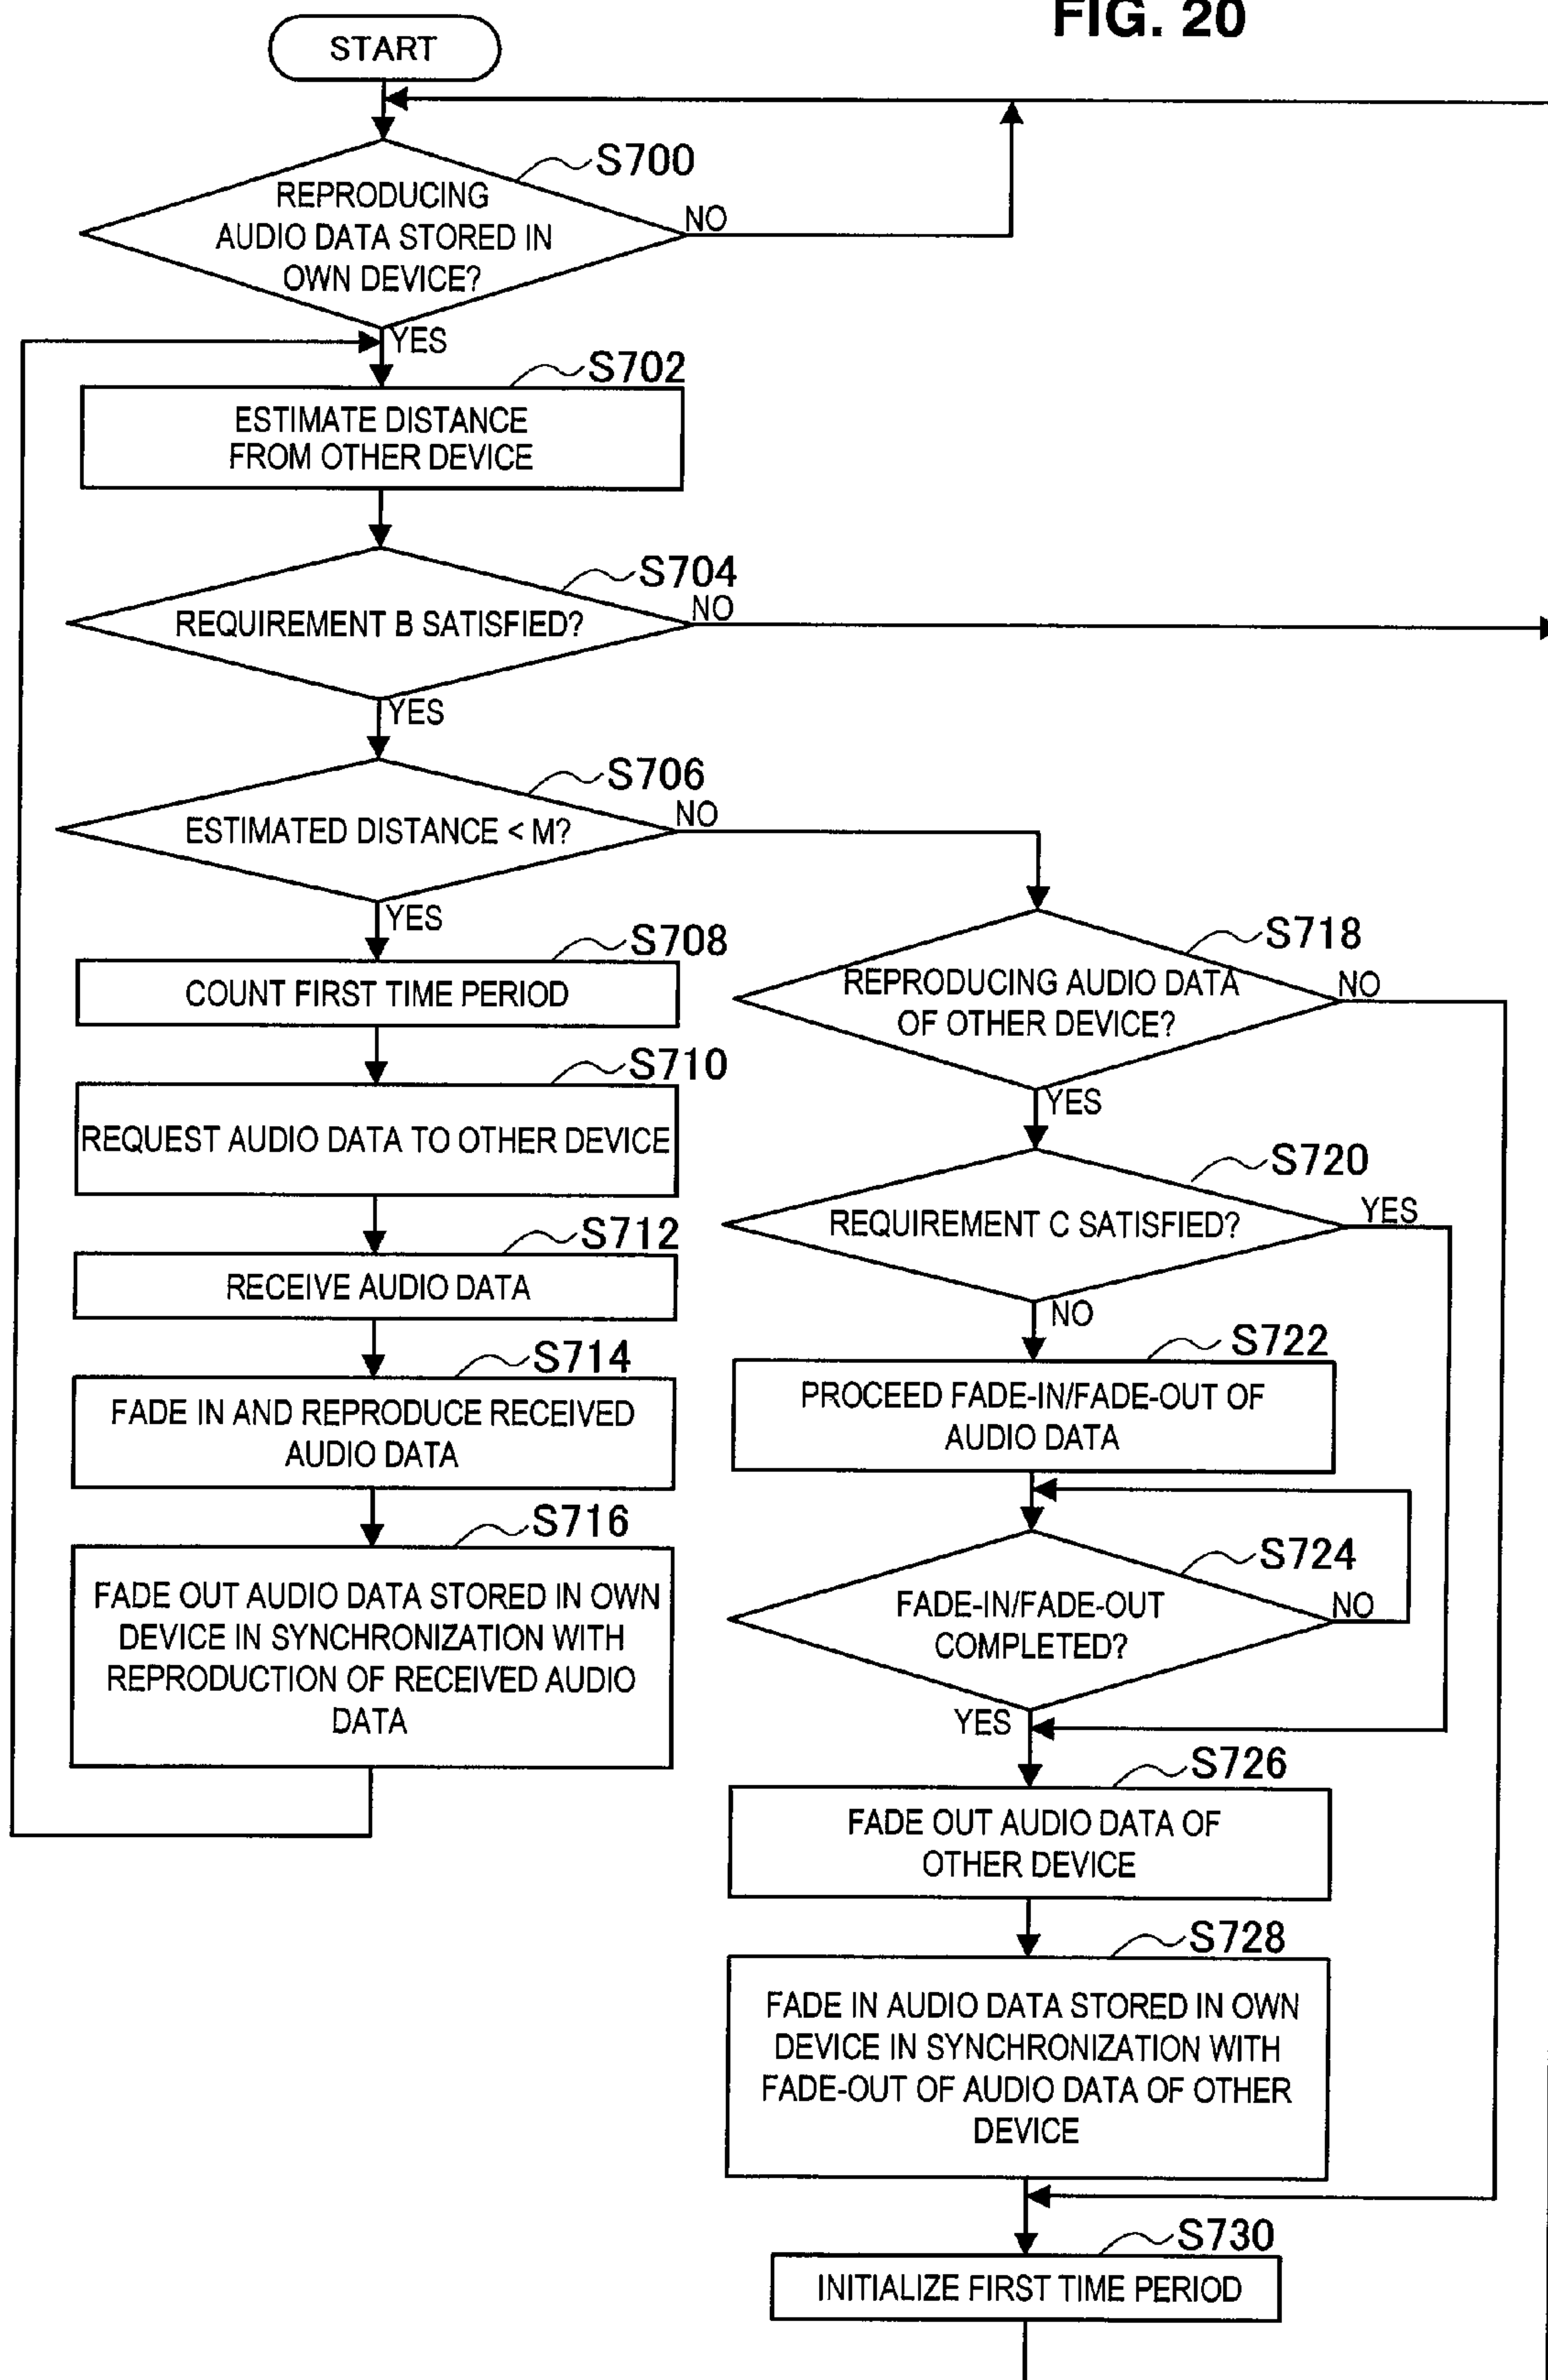 FIG. 20
START
S700
REPRODUCING
AUDIO DATA STORED IN
OWN DEVICE?
NO
YES
S702
ESTIMATE DISTANCE
FROM OTHER DEVICE
S704
REQUIREMENT B SATISFIED?
NO
YES
S706
ESTIMATED DISTANCE < M?
NO
YES
S708
COUNT FIRST TIME PERIOD
S710
REQUEST AUDIO DATA TO OTHER DEVICE
S712
RECEIVE AUDIO DATA
S714
FADE IN AND REPRODUCE RECEIVED
AUDIO DATA
S716
FADE OUT AUDIO DATA STORED IN OWN
DEVICE IN SYNCHRONIZATION WITH
REPRODUCTION OF RECEIVED AUDIO
DATA
S718
REPRODUCING AUDIO DATA
OF OTHER DEVICE?
NO
YES
S720
REQUIREMENT C SATISFIED?
YES
NO
S722
PROCEED FADE-IN/FADE-OUT OF
AUDIO DATA
S724
FADE-IN/FADE-OUT
COMPLETED?
NO
YES
S726
FADE OUT AUDIO DATA OF
OTHER DEVICE
S728
FADE IN AUDIO DATA STORED IN OWN
DEVICE IN SYNCHRONIZATION WITH
FADE-OUT OF AUDIO DATA OF OTHER
DEVICE
S730
INITIALIZE FIRST TIME PERIOD